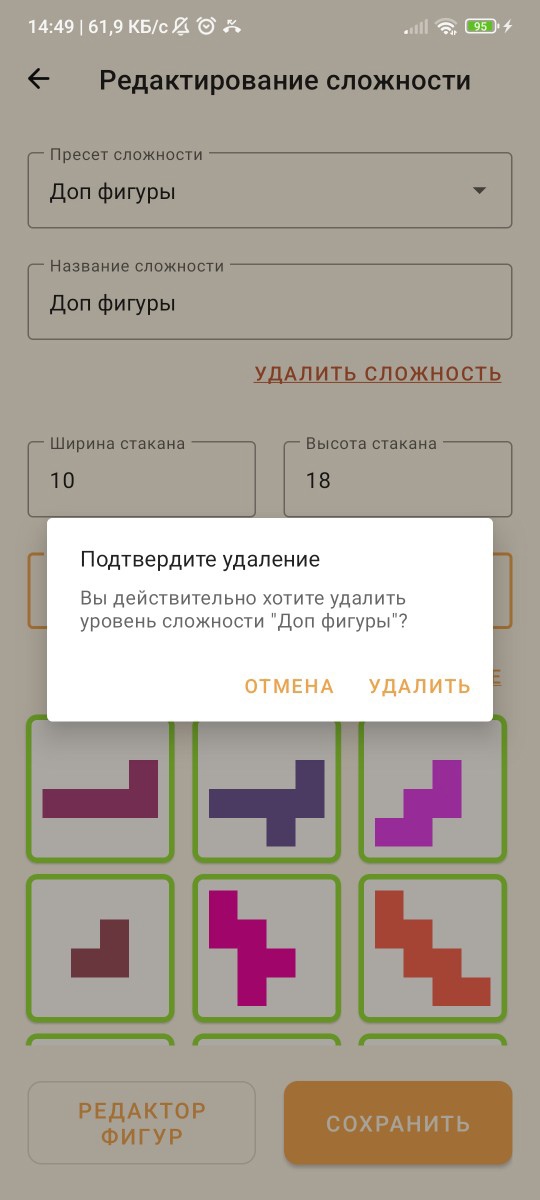 14:49 | 61,9 КБ/с
95
Редактирование сложности
Пресет сложности
Доп фигуры
Название сложности
Доп фигуры
УДАЛИТЬ СЛОЖНОСТЬ
Ширина стакана
Высота стакана
10
18
Подтвердите удаление
Вы действительно хотите удалить
уровень сложности "Доп фигуры"?
ОТМЕНА
УДАЛИТЬ
РЕДАКТОР
ФИГУР
СОХРАНИТЬ